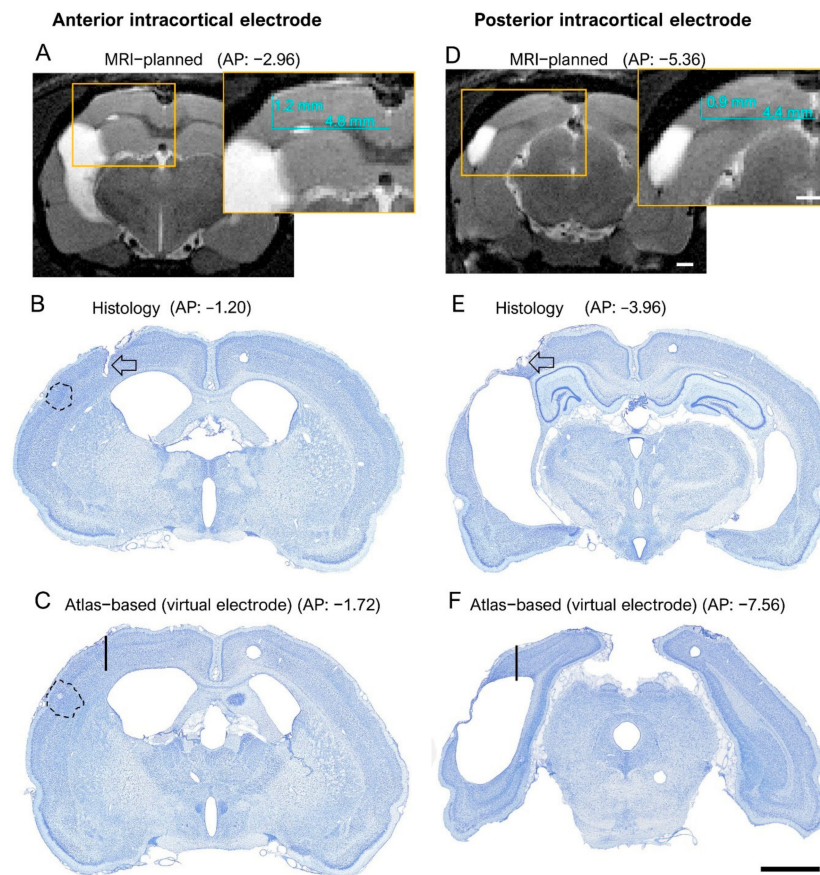 Anterior intracortical electrode
Posterior intracortical electrode
A
MRI−planned (AP: −2.96)
1.2 mm
4.8 mm
D
MRI−planned (AP: −5.36)
0.9 mm
4.4 mm
B
Histology (AP: −1.20)
E
Histology (AP: −3.96)
C
Atlas−based (virtual electrode) (AP: −1.72)
F
Atlas−based (virtual electrode) (AP: −7.56)